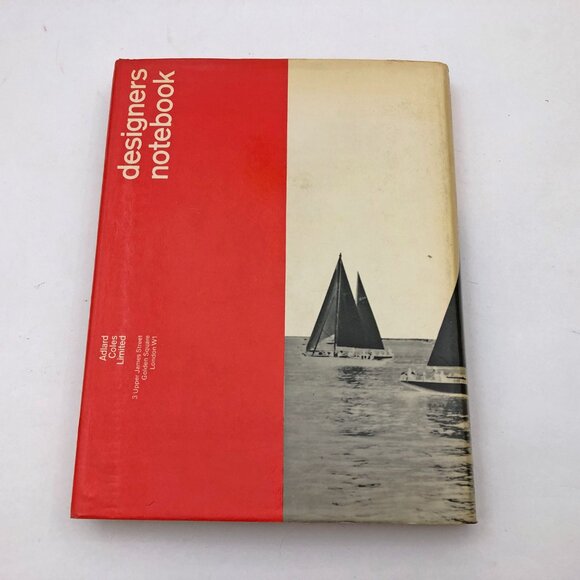 designers
notebook
Adlard
Coles
Limited
3 Upper James Street
Golden Square
London W1